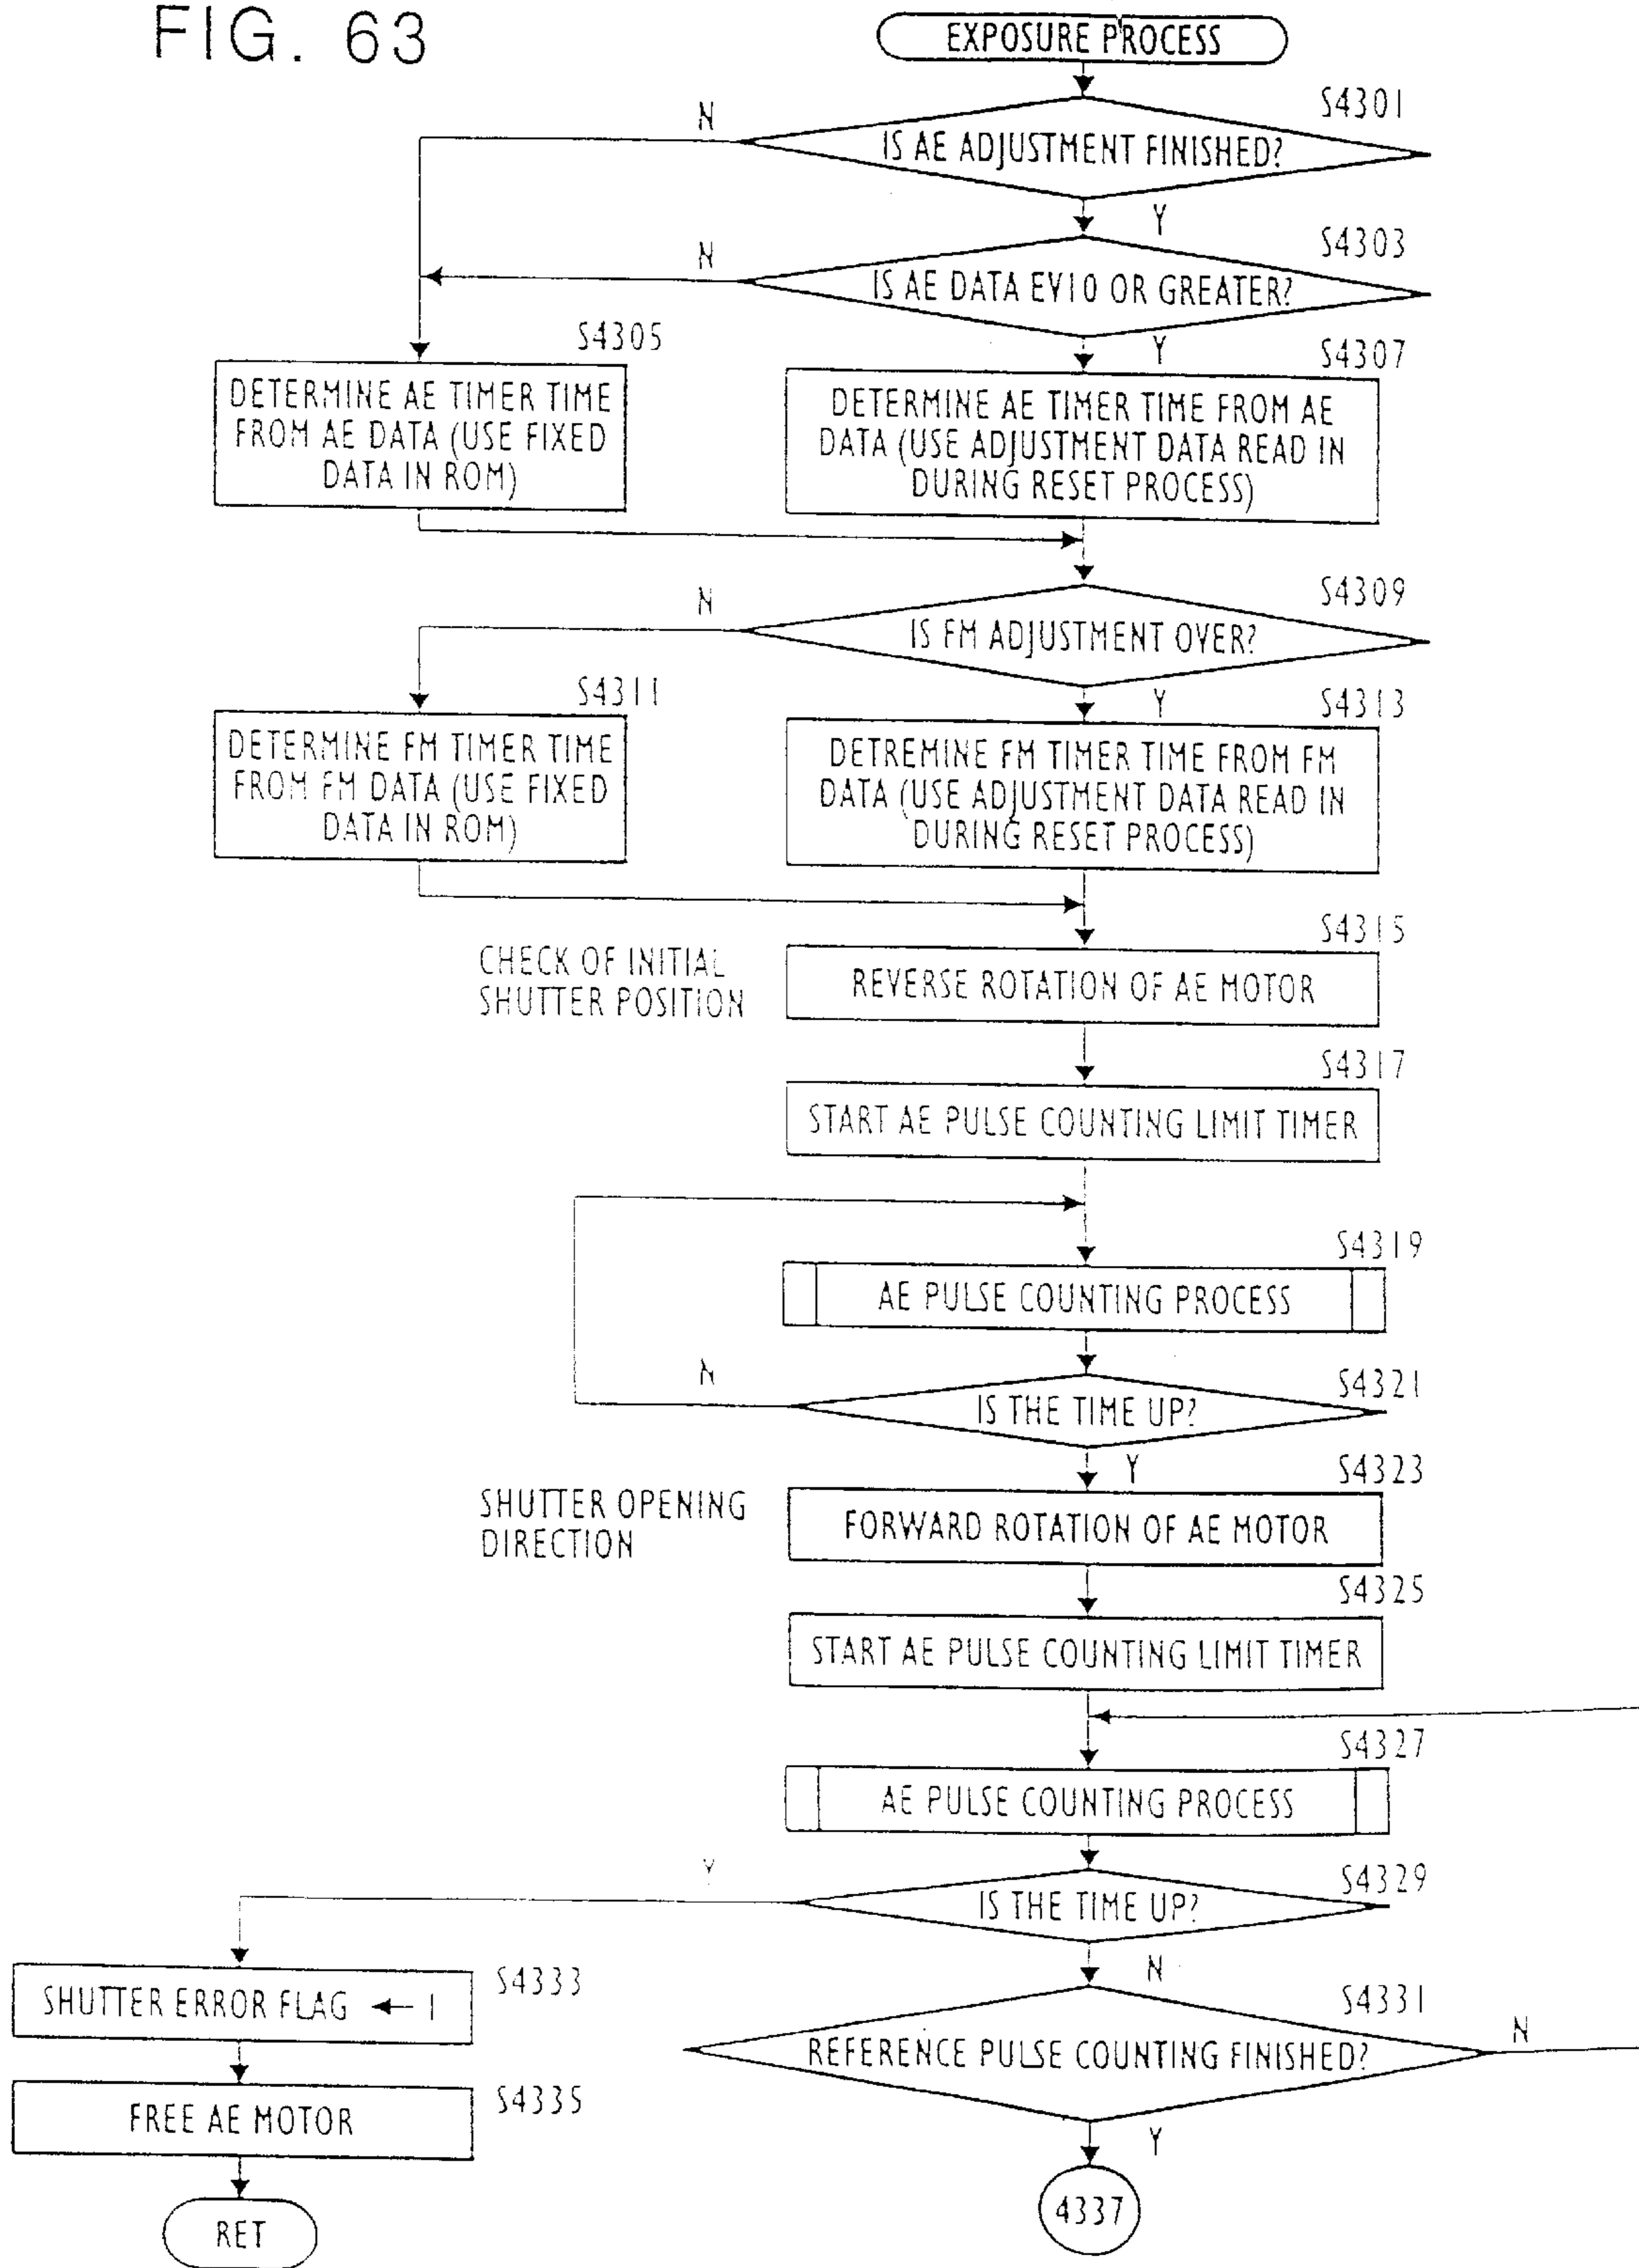 FIG. 63
EXPOSURE PROCESS
S4301
N
IS AE ADJUSTMENT FINISHED?
Y
S4303
N
IS AE DATA EV10 OR GREATER?
Y
S4305
S4307
DETERMINE AE TIMER TIME
FROM AE DATA (USE FIXED
DATA IN ROM)
DETERMINE AE TIMER TIME FROM AE
DATA (USE ADJUSTMENT DATA READ IN
DURING RESET PROCESS)
S4309
N
IS FM ADJUSTMENT OVER?
Y
S4311
S4313
DETERMINE FM TIMER TIME
FROM FM DATA (USE FIXED
DATA IN ROM)
DETREMINE FM TIMER TIME FROM FM
DATA (USE ADJUSTMENT DATA READ IN
DURING RESET PROCESS)
S4315
CHECK OF INITIAL
SHUTTER POSITION
REVERSE ROTATION OF AE MOTOR
S4317
START AE PULSE COUNTING LIMIT TIMER
S4319
AE PULSE COUNTING PROCESS
N
S4321
IS THE TIME UP?
Y
S4323
SHUTTER OPENING
DIRECTION
FORWARD ROTATION OF AE MOTOR
S4325
START AE PULSE COUNTING LIMIT TIMER
S4327
AE PULSE COUNTING PROCESS
Y
S4329
IS THE TIME UP?
N
S4333
SHUTTER ERROR FLAG ← 1
S4331
REFERENCE PULSE COUNTING FINISHED?
N
Y
S4335
FREE AE MOTOR
RET
4337